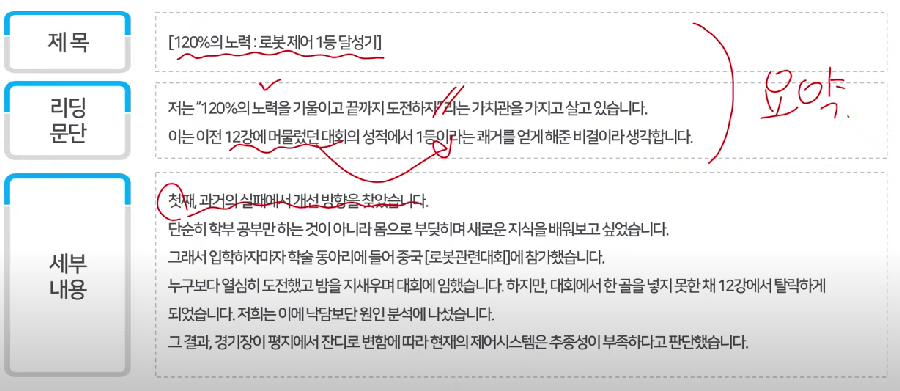 제 목
[120%의 노력 : 로봇 제어 1등 달성기]
리딩
문단
저는 "120%의 노력을 기울이고 끝까지 도전하자"라는 가치관을 가지고 살고 있습니다.
이는 이전 12강에 머물렀던 대회의 성적에서 1등이라는 쾌거를 얻게 해준 비결이라 생각합니다.
요약.
세부
내용
첫째, 과거의 실패에서 개선 방향을 찾았습니다.
단순히 학부 공부만 하는 것이 아니라 몸으로 부딪히며 새로운 지식을 배워보고 싶었습니다.
그래서 입학하자마자 학술 동아리에 들어 중국 [로봇관련대회]에 참가했습니다.
누구보다 열심히 도전했고 밤을 지새우며 대회에 임했습니다. 하지만, 대회에서 한 골을 넣지 못한 채 12강에서 탈락하게
되었습니다. 저희는 이에 낙담보단 원인 분석에 나섰습니다.
그 결과, 경기장이 평지에서 잔디로 변함에 따라 현재의 제어시스템은 추종성이 부족하다고 판단했습니다.